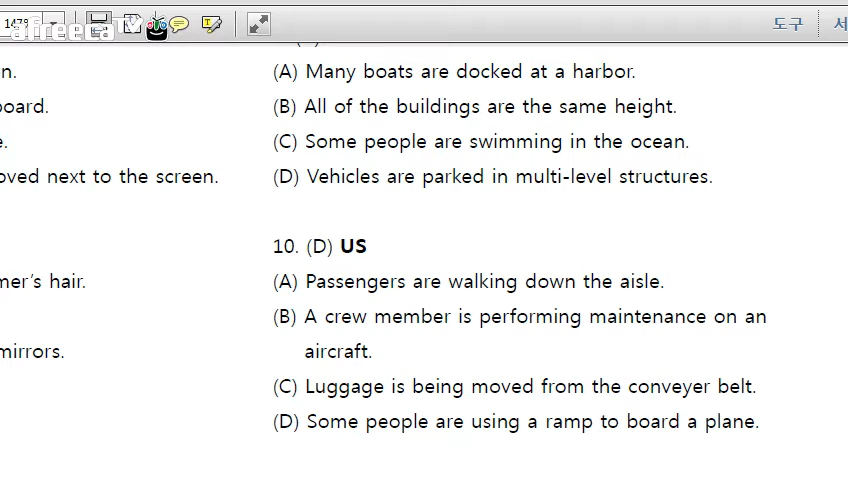 147%
afreecaTV
도구
n.
board.
e.
oved next to the screen.
mer's hair.
mirrors.
(A) Many boats are docked at a harbor.
(B) All of the buildings are the same height.
(C) Some people are swimming in the ocean.
(D) Vehicles are parked in multi-level structures.
10. (D) US
(A) Passengers are walking down the aisle.
(B) A crew member is performing maintenance on an
aircraft.
(C) Luggage is being moved from the conveyer belt.
(D) Some people are using a ramp to board a plane.